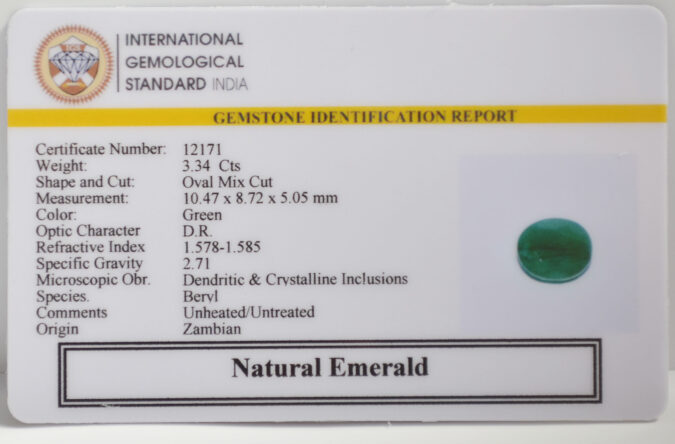 INTERNATIONAL
GEMOLOGICAL
STANDARD INDIA
GEMSTONE IDENTIFICATION REPORT
Certificate Number: 12171
Weight: 3.34 Cts
Shape and Cut: Oval Mix Cut
Measurement: 10.47 x 8.72 x 5.05 mm
Color: Green
Optic Character D.R.
Refractive Index 1.578-1.585
Specific Gravity 2.71
Microscopic Obr. Dendritic & Crystalline Inclusions
Species. Beryl
Comments Unheated/Untreated
Origin Zambian
Natural Emerald